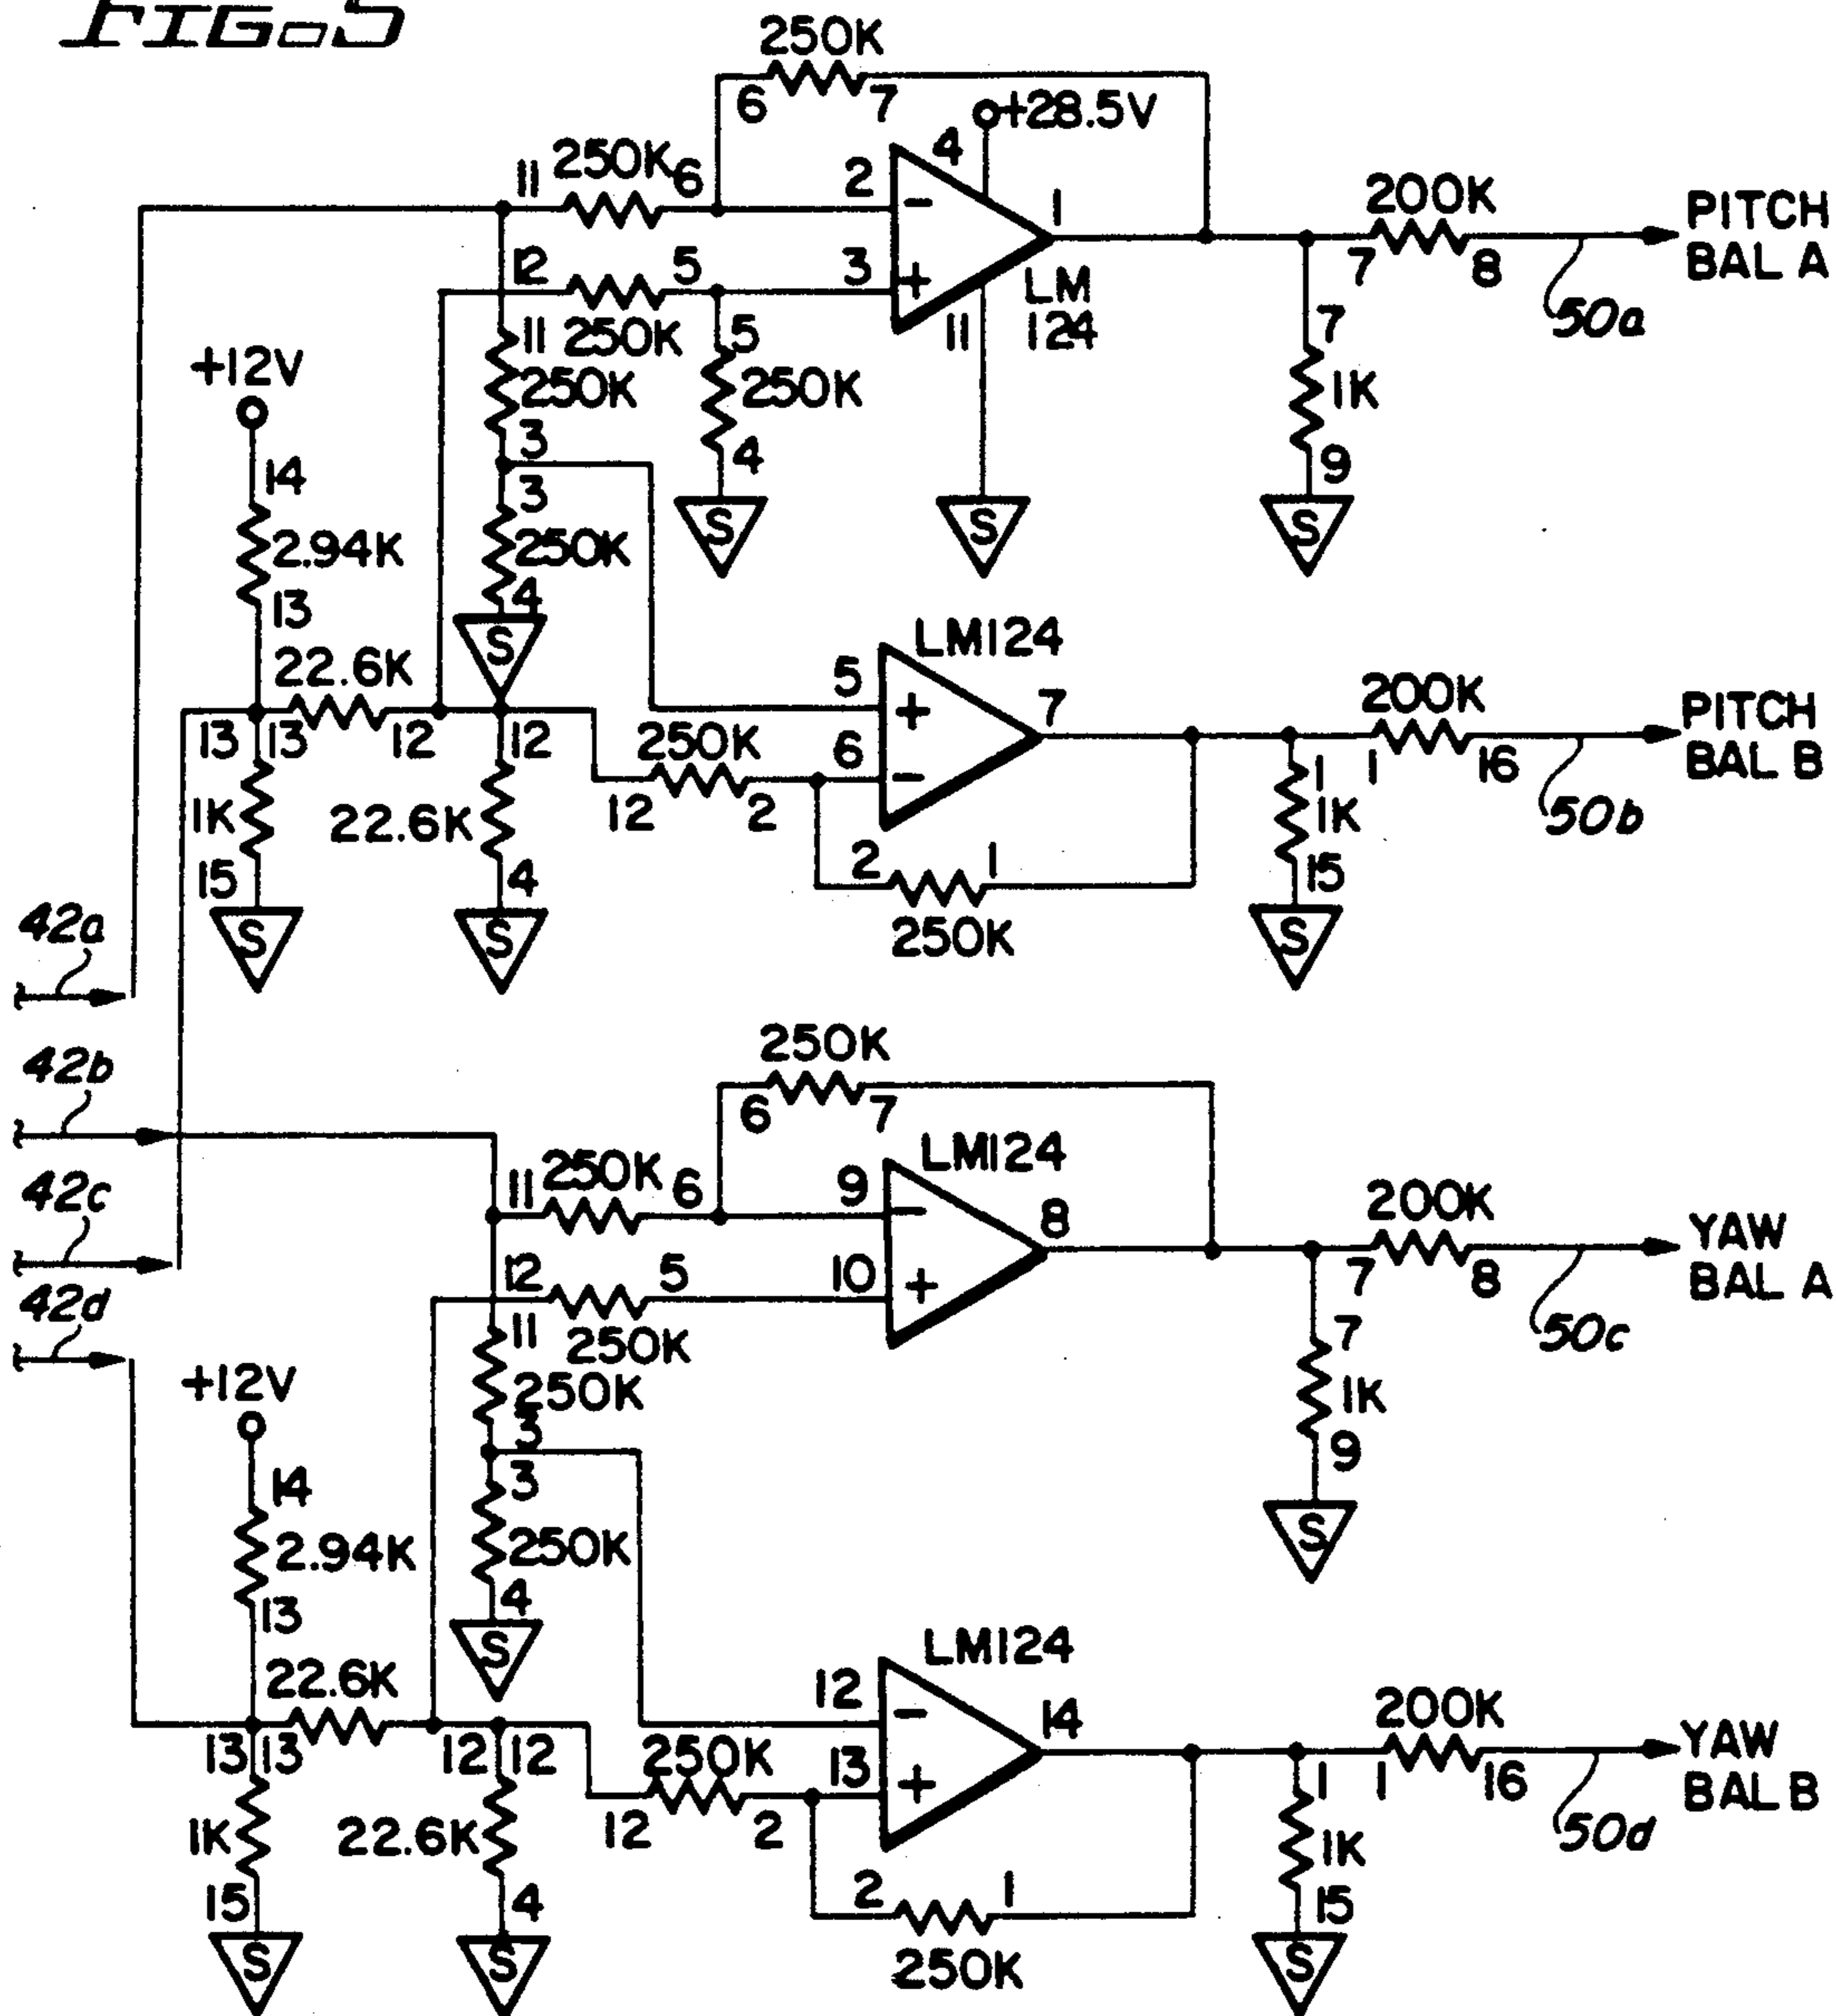 FIG. 5
250K
6 7
+28.5V
4
11 250K 6 2 -
1
200K
7 8
PITCH
BAL A
50a
12 5 3 +
LM
124
11
11 250K
250K
5
250K
7
1K
+12V
3
4
9
S
S
S
14
3
2.94K
250K
13
4
S
LM124
22.6K
5 +
7
200K
PITCH
BAL B
13 13 12 12
250K
6 -
1
1 16
50b
12 2
1K
1K
22.6K
15
4
2 1
15
250K
S
S
S
42a
42b
250K
6 7
42c
LM124
11 250K 6 9 -
8
200K
7 8
YAW
BAL A
50c
42d
12 5 10 +
11 250K
7
+12V
250K
1K
3
9
14
3
S
2.94K
250K
13
4
S
LM124
22.6K
12 -
14
200K
YAW
BAL B
13 13 12 12
250K
13 +
1
1 16
50d
12 2
1K
1K
22.6K
15
4
2 1
15
250K
S
S
S